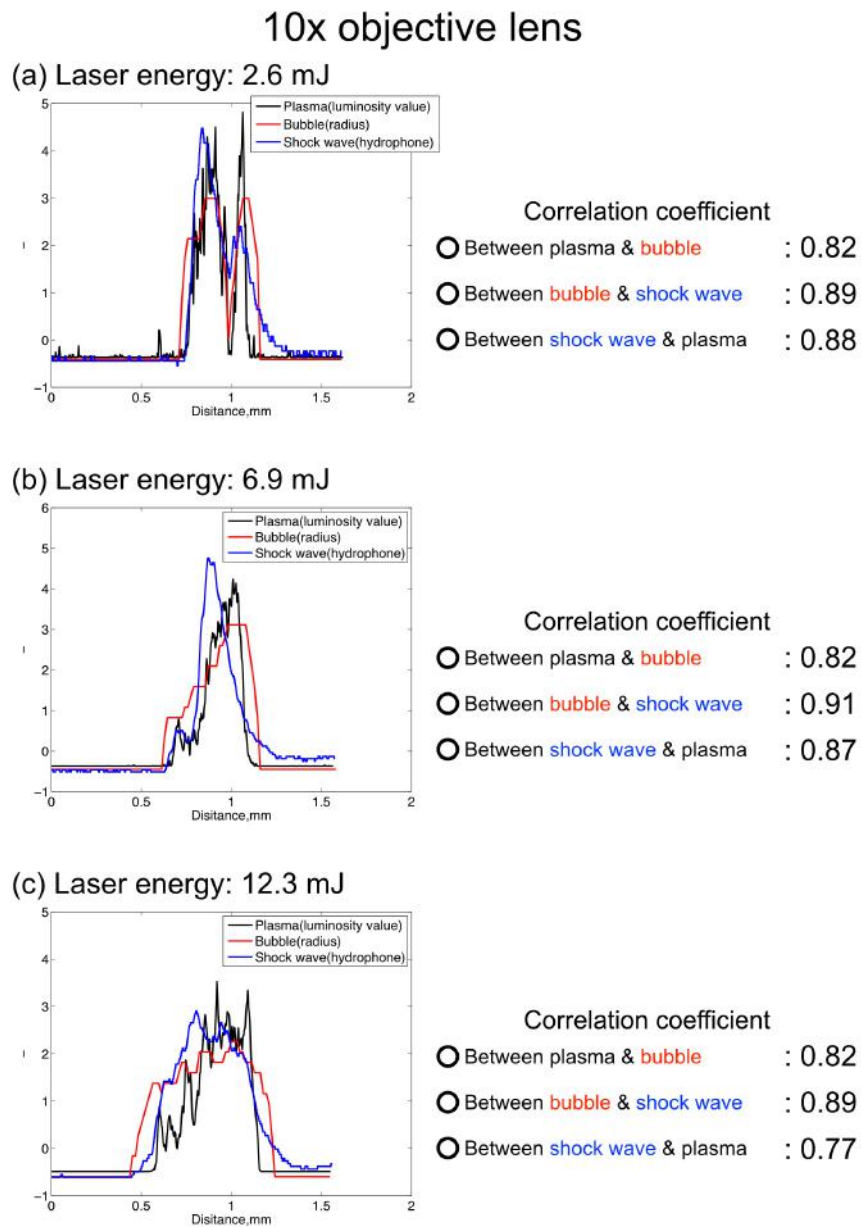 10x objective lens
(a) Laser energy: 2.6 mJ
Plasma(luminosity value)
Bubble(radius)
Shock wave(hydrophone)
5
4
3
2
1
0
−1
−
0
0.5
1
1.5
2
Disitance,mm
Correlation coefficient
Between plasma & bubble : 0.82
Between bubble & shock wave : 0.89
Between shock wave & plasma : 0.88
(b) Laser energy: 6.9 mJ
Plasma(luminosity value)
Bubble(radius)
Shock wave(hydrophone)
6
5
4
3
2
1
0
−1
−
0
0.5
1
1.5
2
Disitance,mm
Correlation coefficient
Between plasma & bubble : 0.82
Between bubble & shock wave : 0.91
Between shock wave & plasma : 0.87
(c) Laser energy: 12.3 mJ
Plasma(luminosity value)
Bubble(radius)
Shock wave(hydrophone)
5
4
3
2
1
0
−1
−
0
0.5
1
1.5
2
Disitance,mm
Correlation coefficient
Between plasma & bubble : 0.82
Between bubble & shock wave : 0.89
Between shock wave & plasma : 0.77